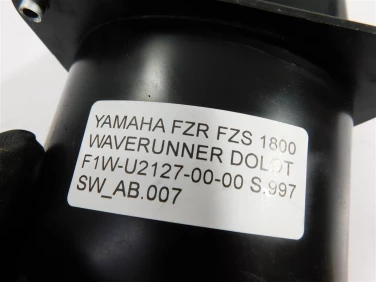 YAMAHA FZR FZS 1800
WAVERUNNER DOLOT
F1W-U2127-00-00 S.997
SW_AB.007